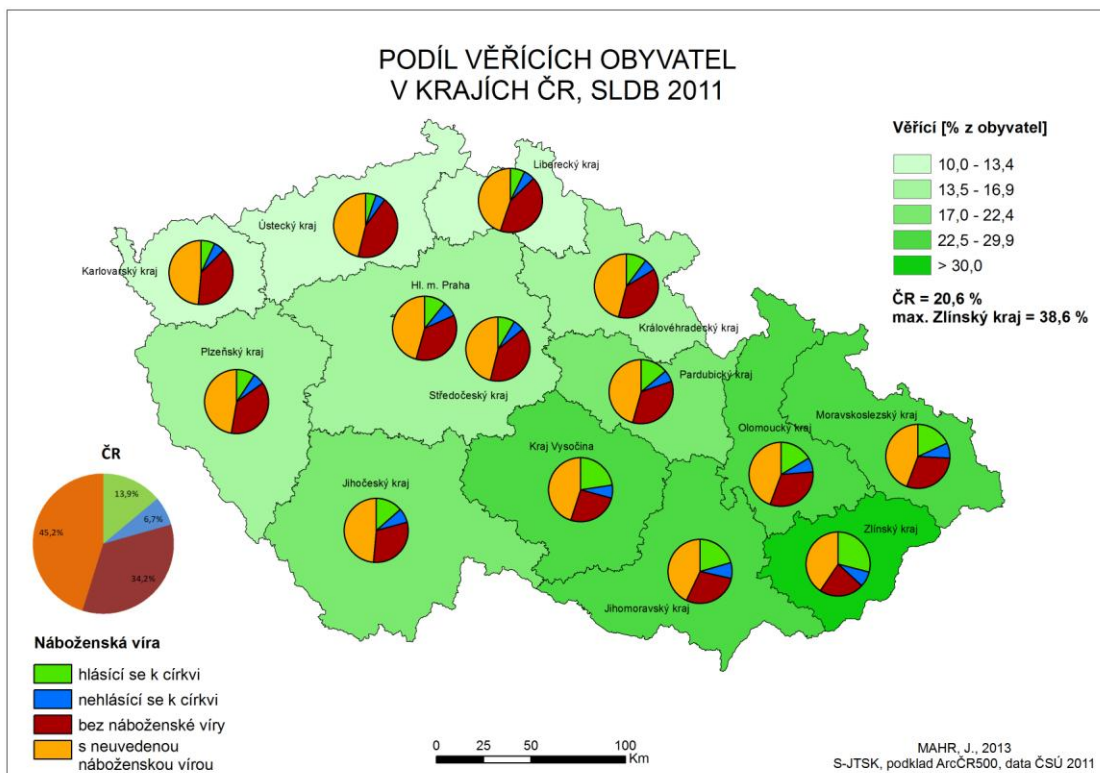 PODÍL VĚŘÍCÍCH OBYVATEL
V KRAJÍCH ČR, SLDB 2011
Věřící [% z obyvatel]
10,0 - 13,4
13,5 - 16,9
17,0 - 22,4
22,5 - 29,9
> 30,0
ČR = 20,6 %
max. Zlínský kraj = 38,6 %
Liberecký kraj
Ústecký kraj
Karlovarský kraj
Hl. m. Praha
Královéhradecký kraj
Plzeňský kraj
Středočeský kraj
Pardubický kraj
Moravskoslezský kraj
Olomoucký kraj
Kraj Vysočina
Jihočeský kraj
Zlínský kraj
Jihomoravský kraj
ČR
13,9%
6,7%
45,2%
34,2%
Náboženská víra
hlásící se k církvi
nehlásící se k církvi
bez náboženské víry
s neuvedenou
náboženskou vírou
0 25 50 100
Km
MAHR, J., 2013
S-JTSK, podklad ArcČR500, data ČSÚ 2011